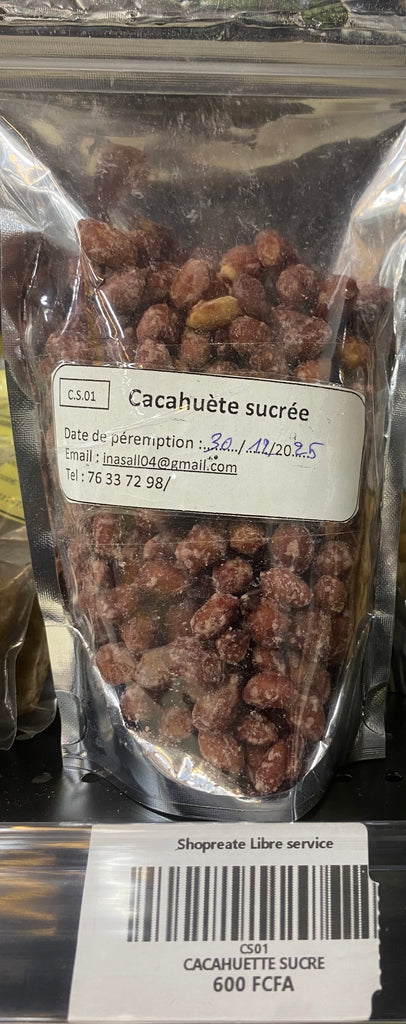 C.S.01
Cacahuète sucrée
Date de péremption : 30/12/2025
Email : inasall04@gmail.com
Tel : 76 33 72 98/
Shopreate Libre service
CS01
CACAHUETTE SUCRE
600 FCFA